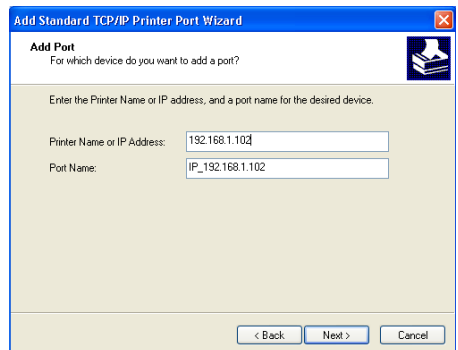 Add Standard TCP/IP Printer Port Wizard
Add Port
For which device do you want to add a port?
Enter the Printer Name or IP address, and a port name for the desired device.
Printer Name or IP Address: 192.168.1.102
Port Name: IP_192.168.1.102
< Back Next > Cancel